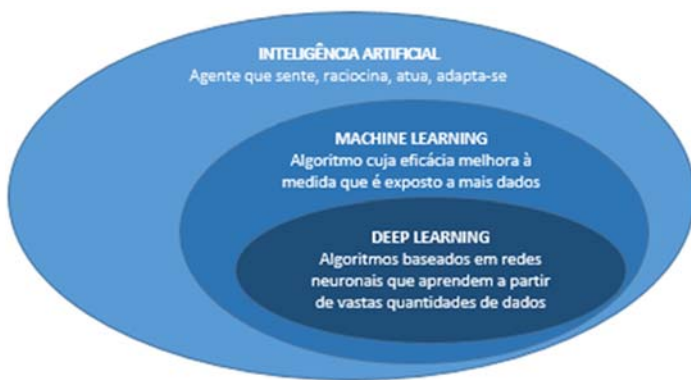 INTELIGÊNCIA ARTIFICIAL
Agente que sente, raciocina, atua, adapta-se
MACHINE LEARNING
Algoritmo cuja eficácia melhora à
medida que é exposto a mais dados
DEEP LEARNING
Algoritmos baseados em redes
neuronais que aprendem a partir
de vastas quantidades de dados